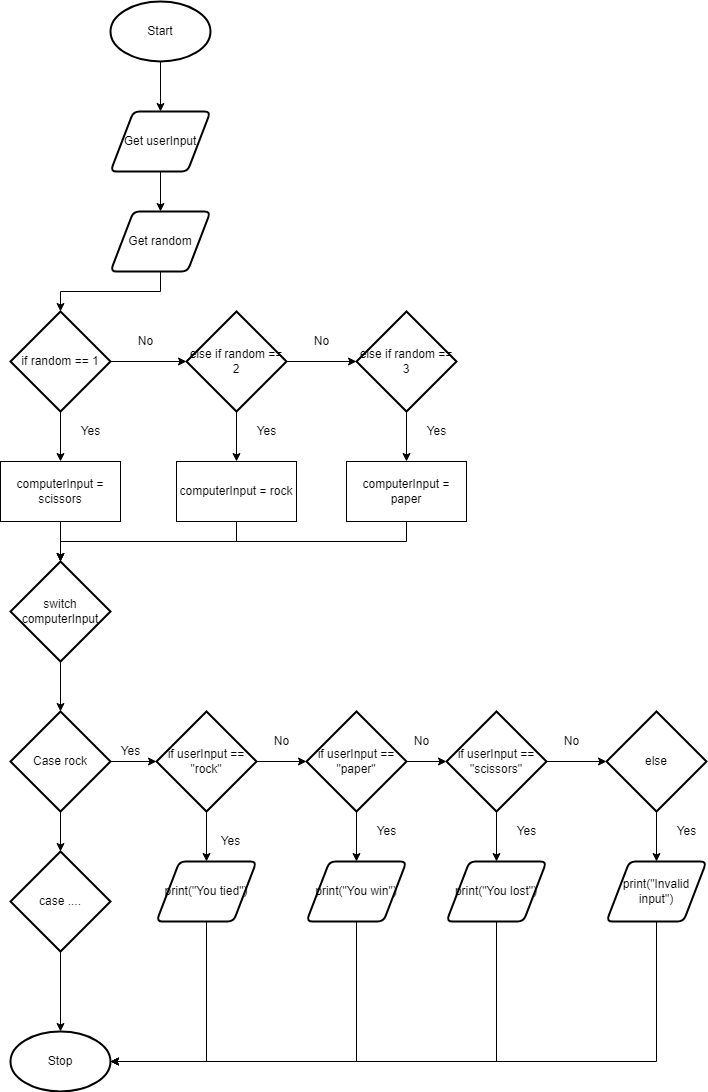 Start
Get userInput
Get random
if random == 1
No
else if random ==
2
No
else if random ==
3
Yes
Yes
Yes
computerInput =
scissors
computerInput = rock
computerInput =
paper
switch
computerInput
Case rock
Yes
if userInput ==
"rock"
No
if userInput ==
"paper"
No
if userInput ==
"scissors"
No
else
Yes
Yes
Yes
Yes
case ....
print("You tied")
print("You win")
print("You lost")
print("Invalid
input")
Stop